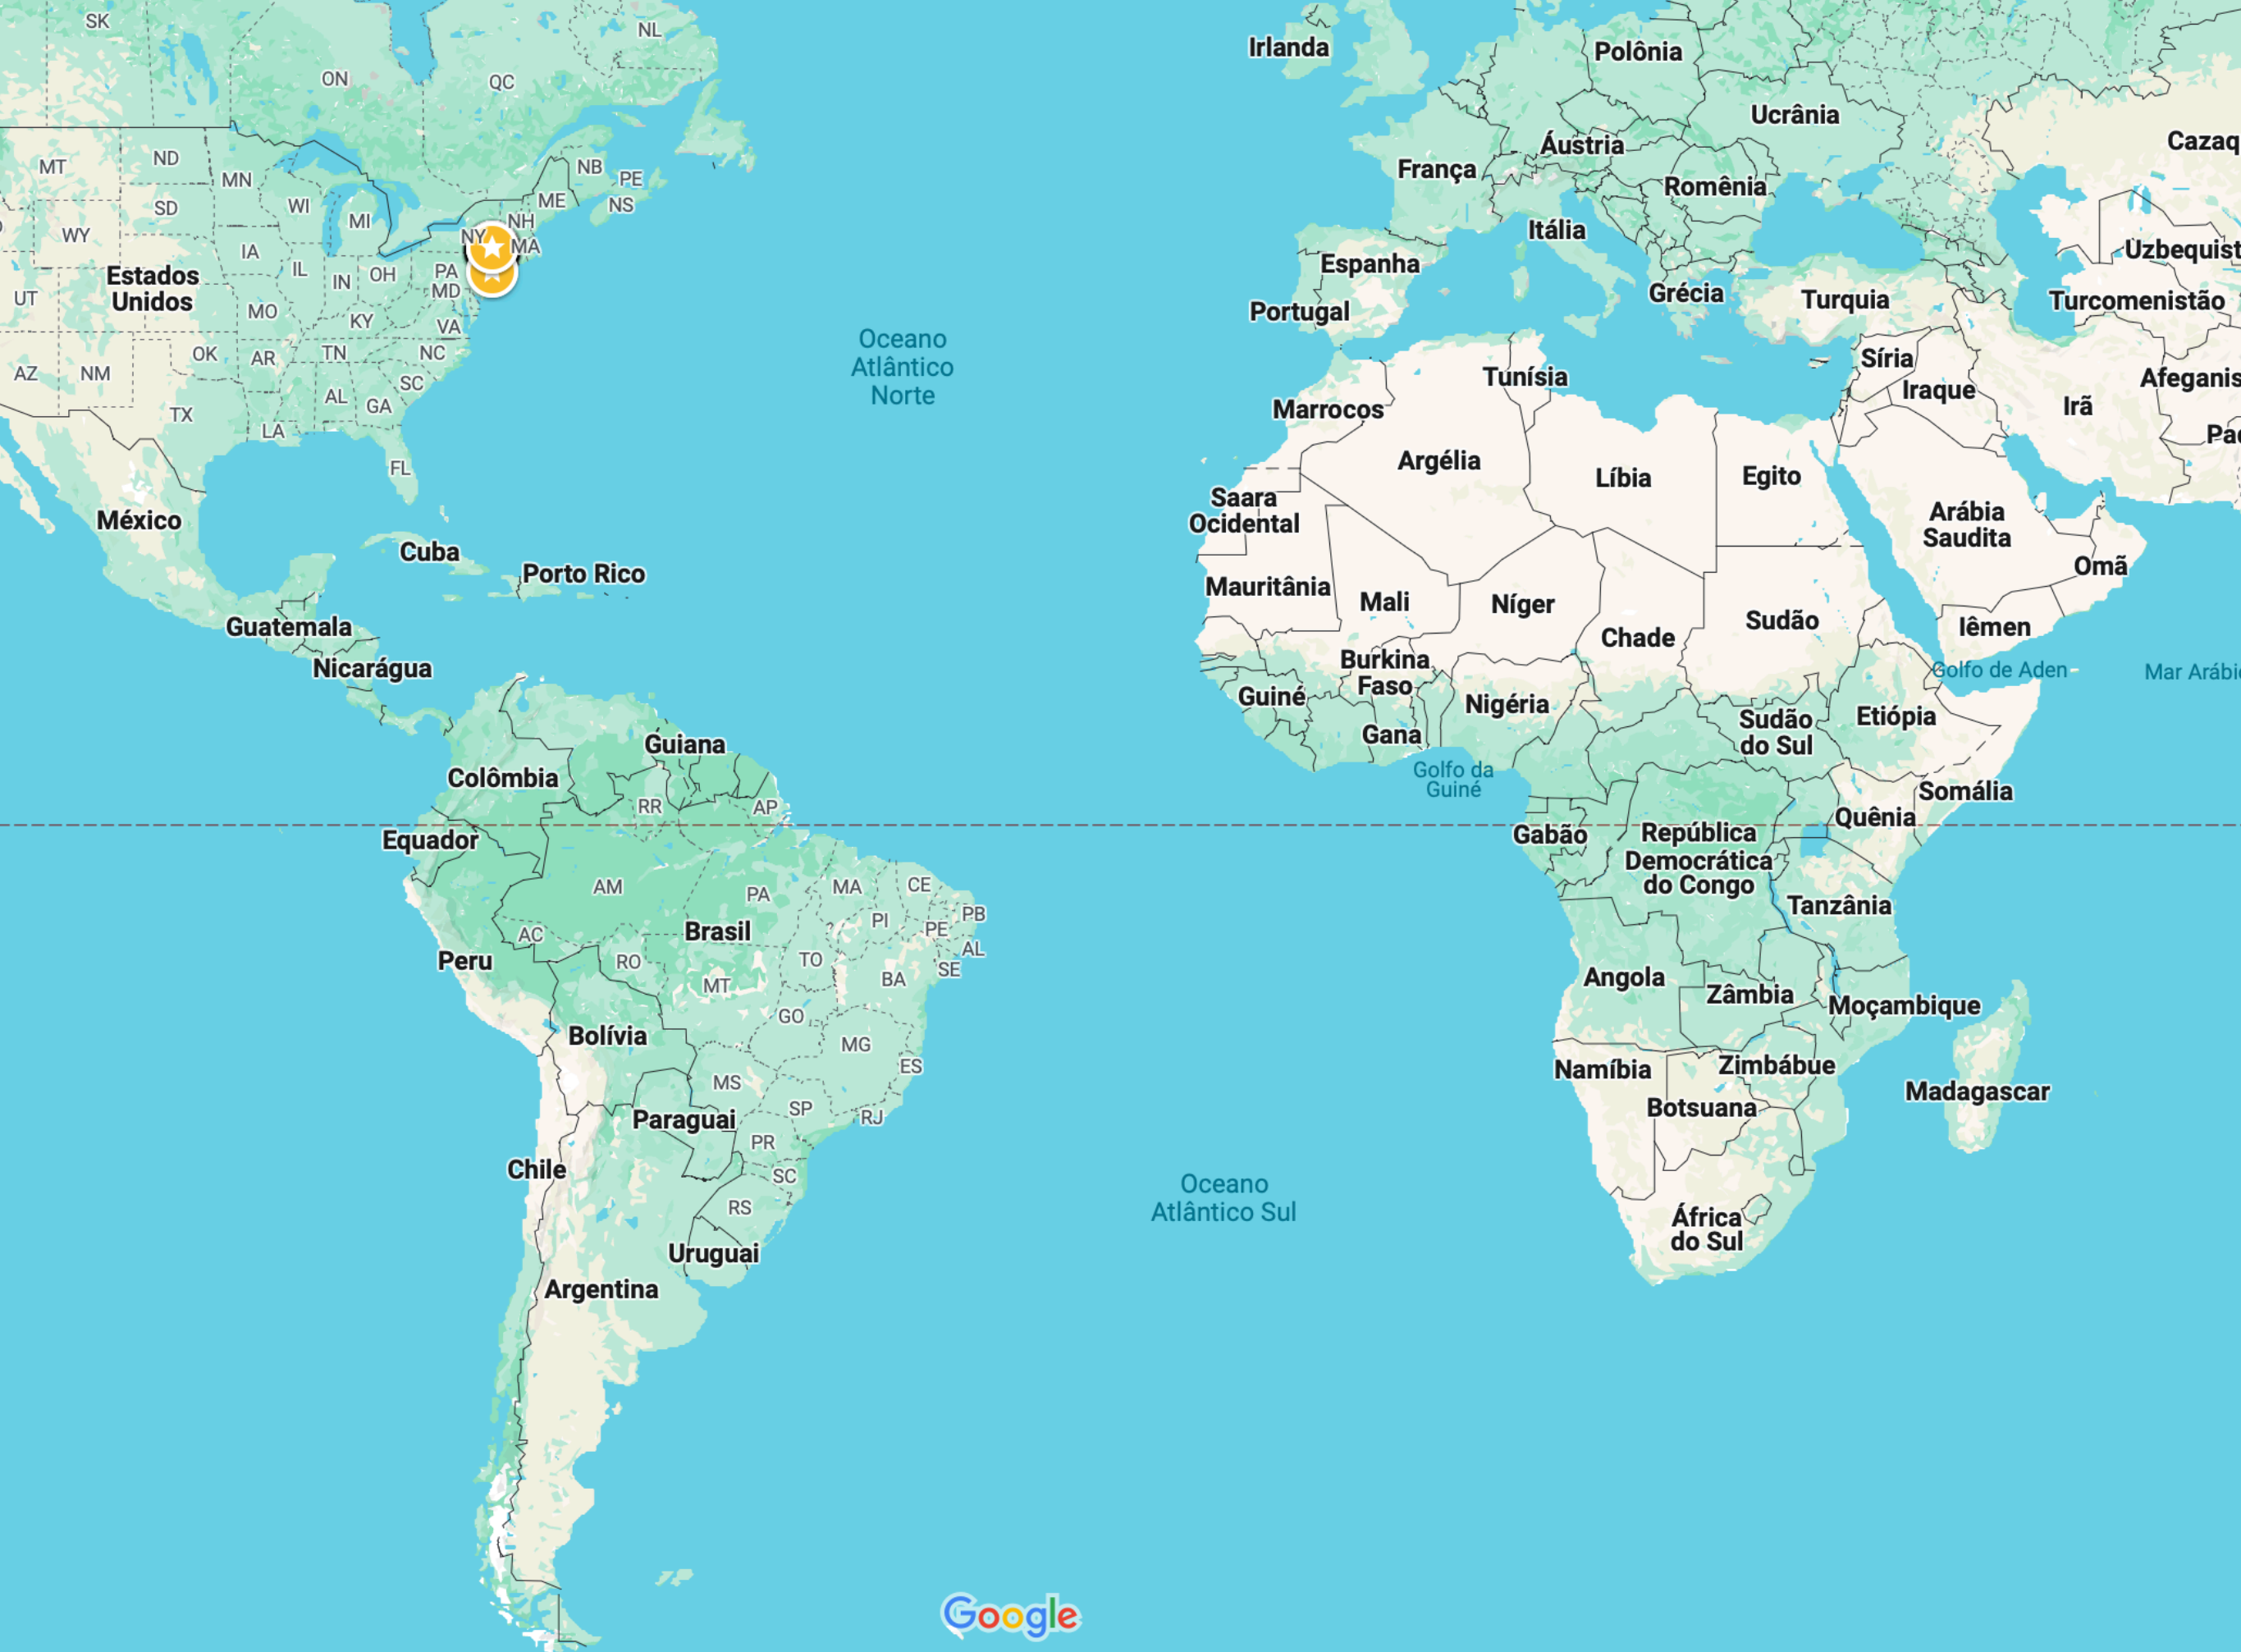 SK
NL
ON
QC
Irlanda
Polônia
Ucrânia
Áustria
França
Romênia
Cazaq
MT
ND
MN
NB
PE
SD
WI
MI
ME
NS
NH
WY
NY
MA
IA
Itália
Uzbequist
Espanha
Estados
Unidos
IL
IN
OH
PA
MD
Portugal
Grécia
Turquia
Turcomenistão
UT
MO
KY
VA
Oceano
Atlântico
Norte
OK
AR
TN
NC
Síria
Iraque
Afeganis
AZ
NM
SC
Tunísia
AL
GA
Marrocos
Irã
TX
LA
Pa
FL
Argélia
Líbia
Egito
Saara
Ocidental
Arábia
Saudita
México
Cuba
Porto Rico
Omã
Mauritânia
Mali
Níger
Chade
Sudão
Iêmen
Guatemala
Nicarágua
Burkina
Faso
Golfo de Aden
Mar Arábi
Guiné
Nigéria
Sudão
do Sul
Etiópia
Gana
Guiana
Colômbia
Golfo da
Guiné
RR
AP
Somália
Quênia
Equador
Gabão
República
Democrática
do Congo
AM
PA
MA
CE
Tanzânia
PB
PI
PE
Brasil
AC
AL
Peru
RO
TO
SE
MT
BA
Angola
Zâmbia
Moçambique
GO
Bolívia
MG
ES
Namíbia
Zimbábue
MS
Madagascar
Paraguai
SP
RJ
Botsuana
PR
Chile
SC
Oceano
Atlântico Sul
RS
África
do Sul
Uruguai
Argentina
Google